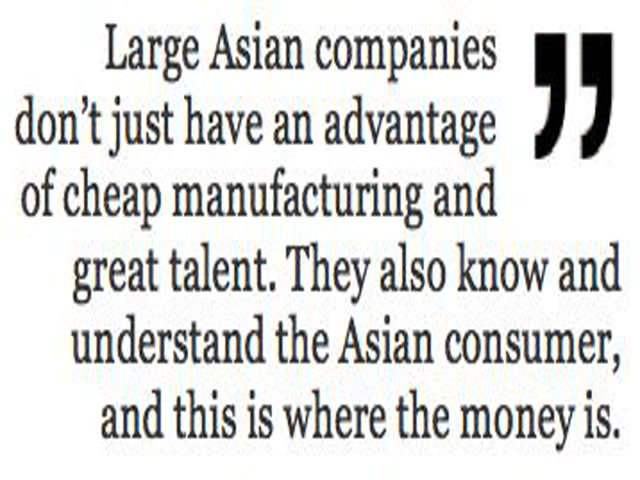 Large Asian companies
don’t just have an advantage
of cheap manufacturing and
great talent. They also know and
understand the Asian consumer,
and this is where the money is.
”